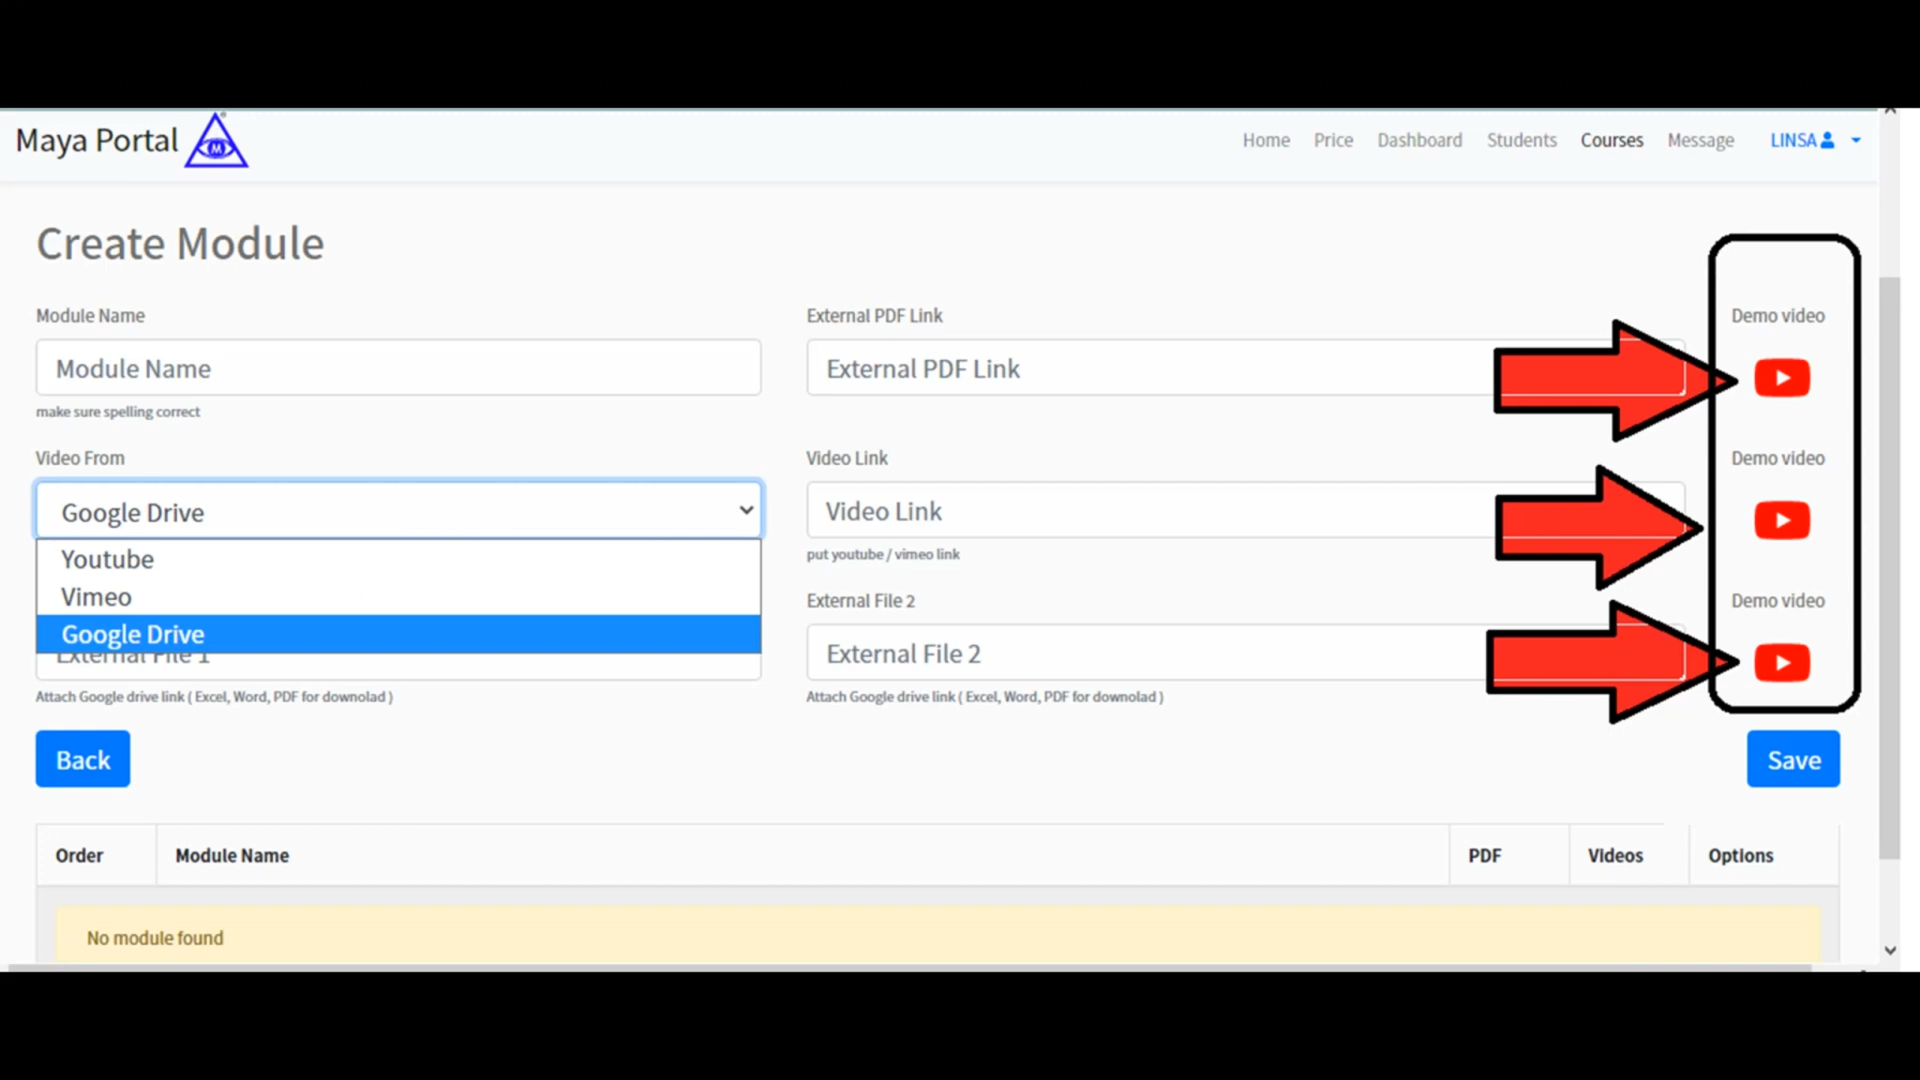 Maya Portal
M
Home Price Dashboard Students Courses Message LINSA
Create Module
Module Name External PDF Link Demo video
Module Name External PDF Link
make sure spelling correct
Video From Video Link Demo video
Google Drive Video Link
put youtube / vimeo link
Youtube
Vimeo
Google Drive
External File 2 Demo video
External File 1 External File 2
Attach Google drive link ( Excel, Word, PDF for downolad ) Attach Google drive link ( Excel, Word, PDF for downolad )
Back Save
Order Module Name PDF Videos Options
No module found